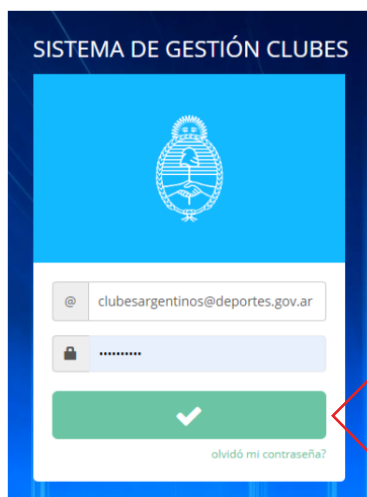 SISTEMA DE GESTIÓN CLUBES
@ clubesargentinos@deportes.gov.ar
••••••••••
olvidó mi contraseña?